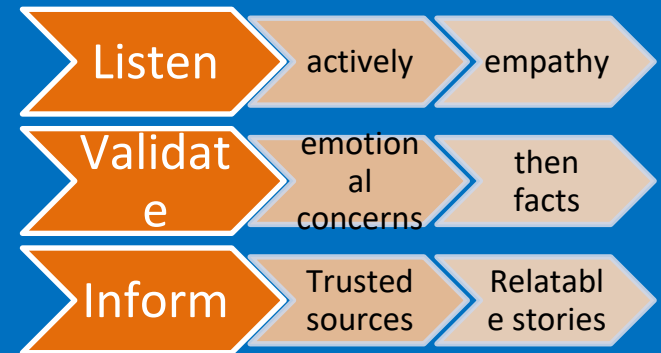 Listen
actively
empathy
Validat
e
emotion
al
concerns
then
facts
Inform
Trusted
sources
Relatabl
e stories